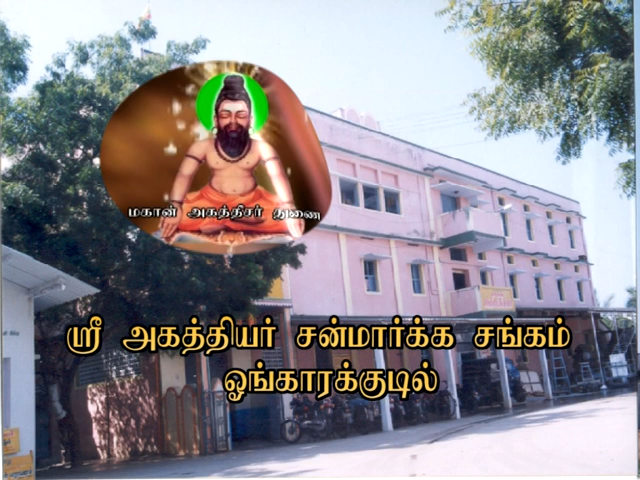 மகான் அகத்தீசர் துணை
ஸ்ரீ அகத்தியர் சன்மார்க்க சங்கம்
ஓங்காரக்குடில்